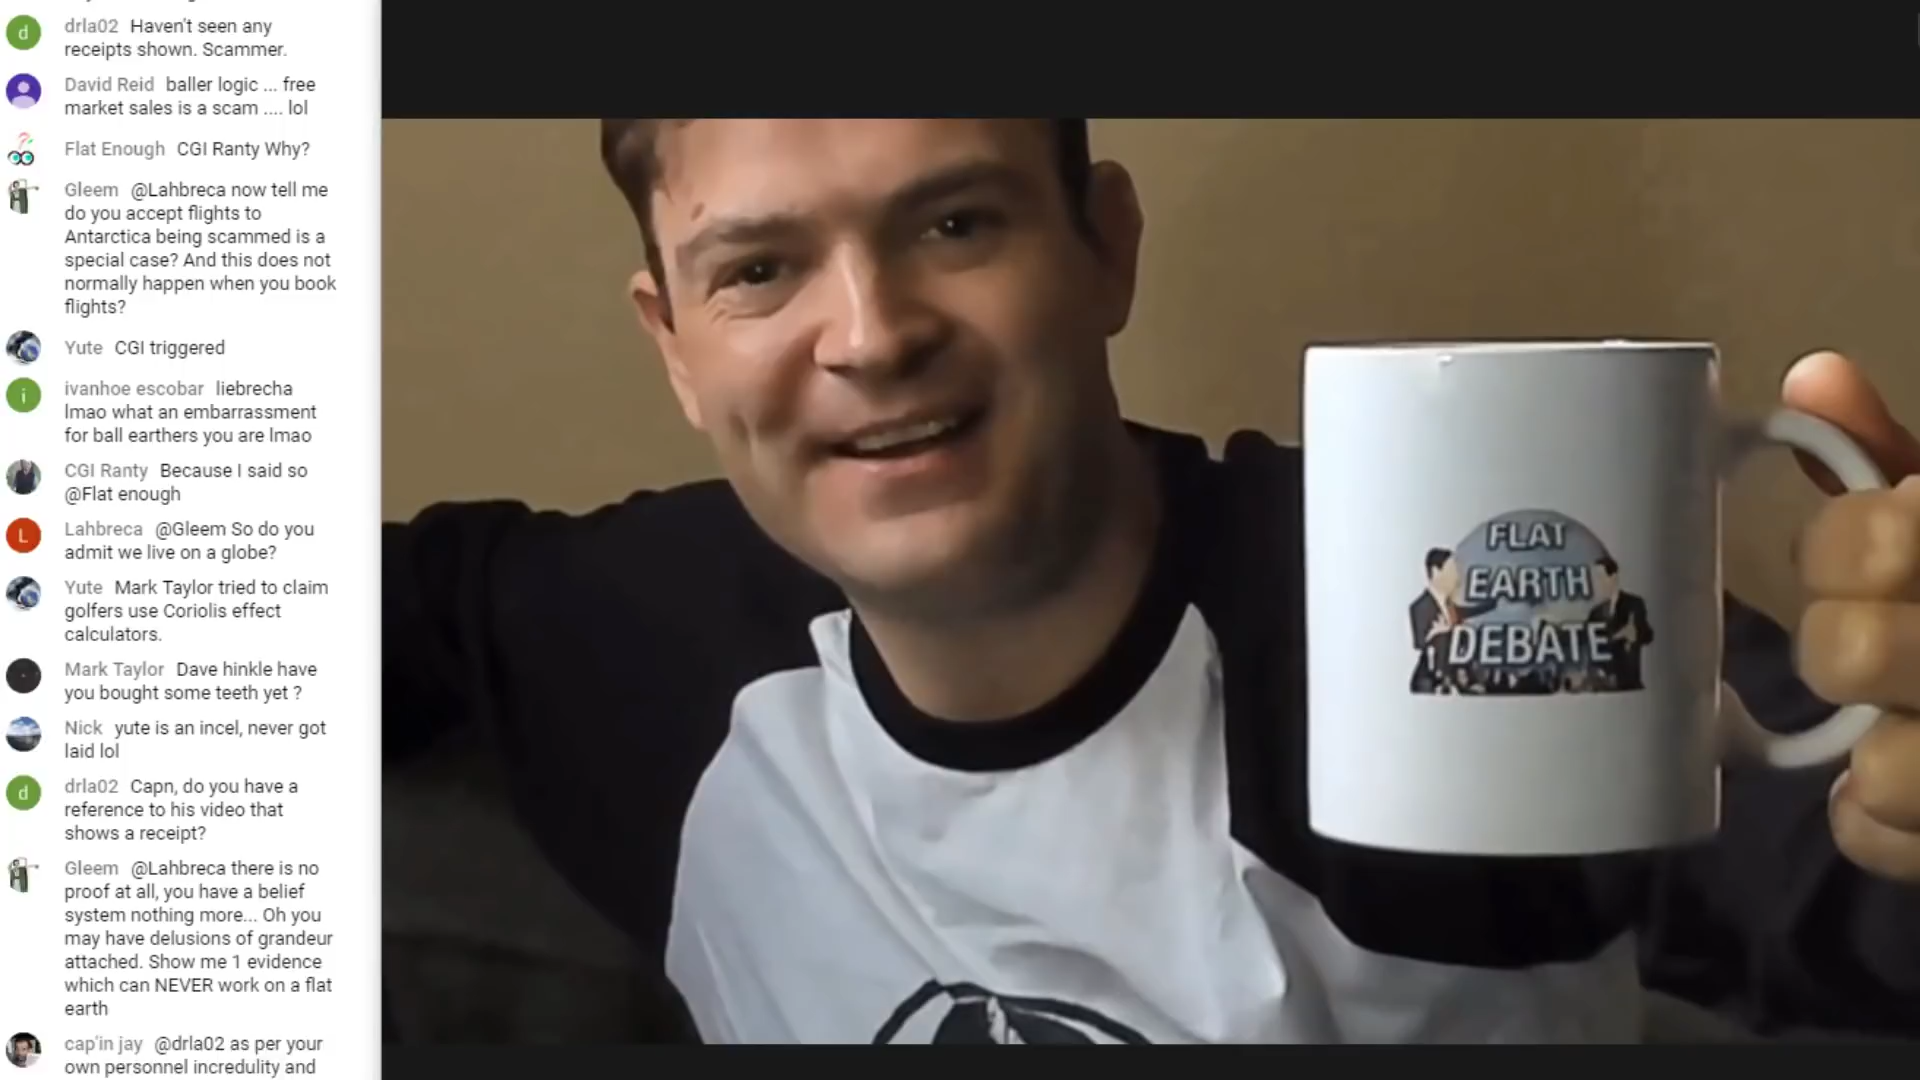 drla02 Haven't seen any
receipts shown. Scammer.
David Reid baller logic ... free
market sales is a scam .... lol
Flat Enough CGI Ranty Why?
Gleem @Lahbreca now tell me
do you accept flights to
Antarctica being scammed is a
special case? And this does not
normally happen when you book
flights?
Yute CGI triggered
ivanhoe escobar liebrecha
lmao what an embarrassment
for ball earthers you are lmao
CGI Ranty Because I said so
@Flat enough
Lahbreca @Gleem So do you
admit we live on a globe?
Yute Mark Taylor tried to claim
golfers use Coriolis effect
calculators.
Mark Taylor Dave hinkle have
you bought some teeth yet ?
Nick yute is an incel, never got
laid lol
drla02 Capn, do you have a
reference to his video that
shows a receipt?
Gleem @Lahbreca there is no
proof at all, you have a belief
system nothing more... Oh you
may have delusions of grandeur
attached. Show me 1 evidence
which can NEVER work on a flat
earth
cap'in jay @drla02 as per your
own personnel incredulity and
FLAT
EARTH
DEBATE